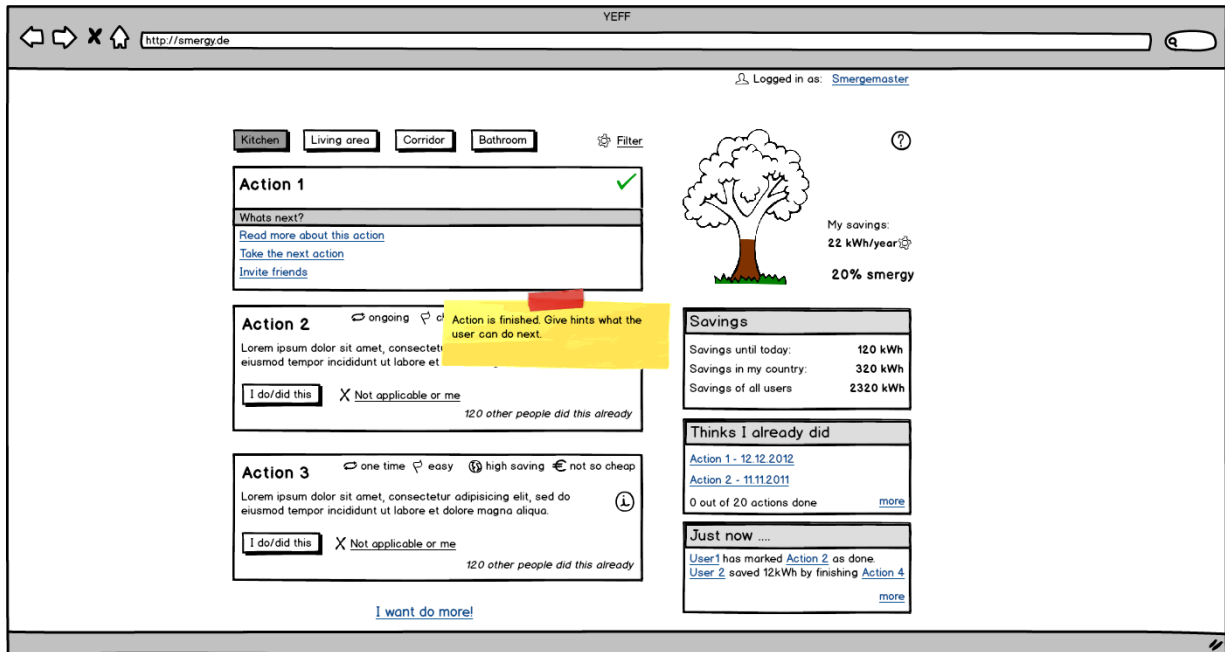 YEFF
http://smergy.de
Logged in as: Smergemaster
Kitchen Living area Corridor Bathroom Filter
Action 1
Whats next?
Read more about this action
Take the next action
Invite friends
?
My savings:
22 kWh/year
20% smergy
Action 2 ongoing
Action is finished. Give hints what the
user can do next.
Lorem ipsum dolor sit amet,
eiusmod tempor incididunt ut labore et
I do/did this X Not applicable or me
120 other people did this already
Action 3 one time easy high saving € not so cheap
Lorem ipsum dolor sit amet, consectetur adipisicing elit, sed do
eiusmod tempor incididunt ut labore et dolore magna aliqua.
i
I do/did this X Not applicable or me
120 other people did this already
I want do more!
Savings
Savings until today: 120 kWh
Savings in my country: 320 kWh
Savings of all users 2320 kWh
Thinks I already did
Action 1 - 12.12.2012
Action 2 - 11.11.2011
0 out of 20 actions done more
Just now ....
User1 has marked Action 2 as done.
User 2 saved 12kWh by finishing Action 4
more